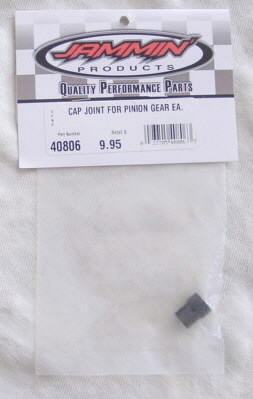 JAMMIN'
PRODUCTS
QUALITY PERFORMANCE PARTS
CAP JOINT FOR PINION GEAR EA.
Part Number Retail $
40806 9.95